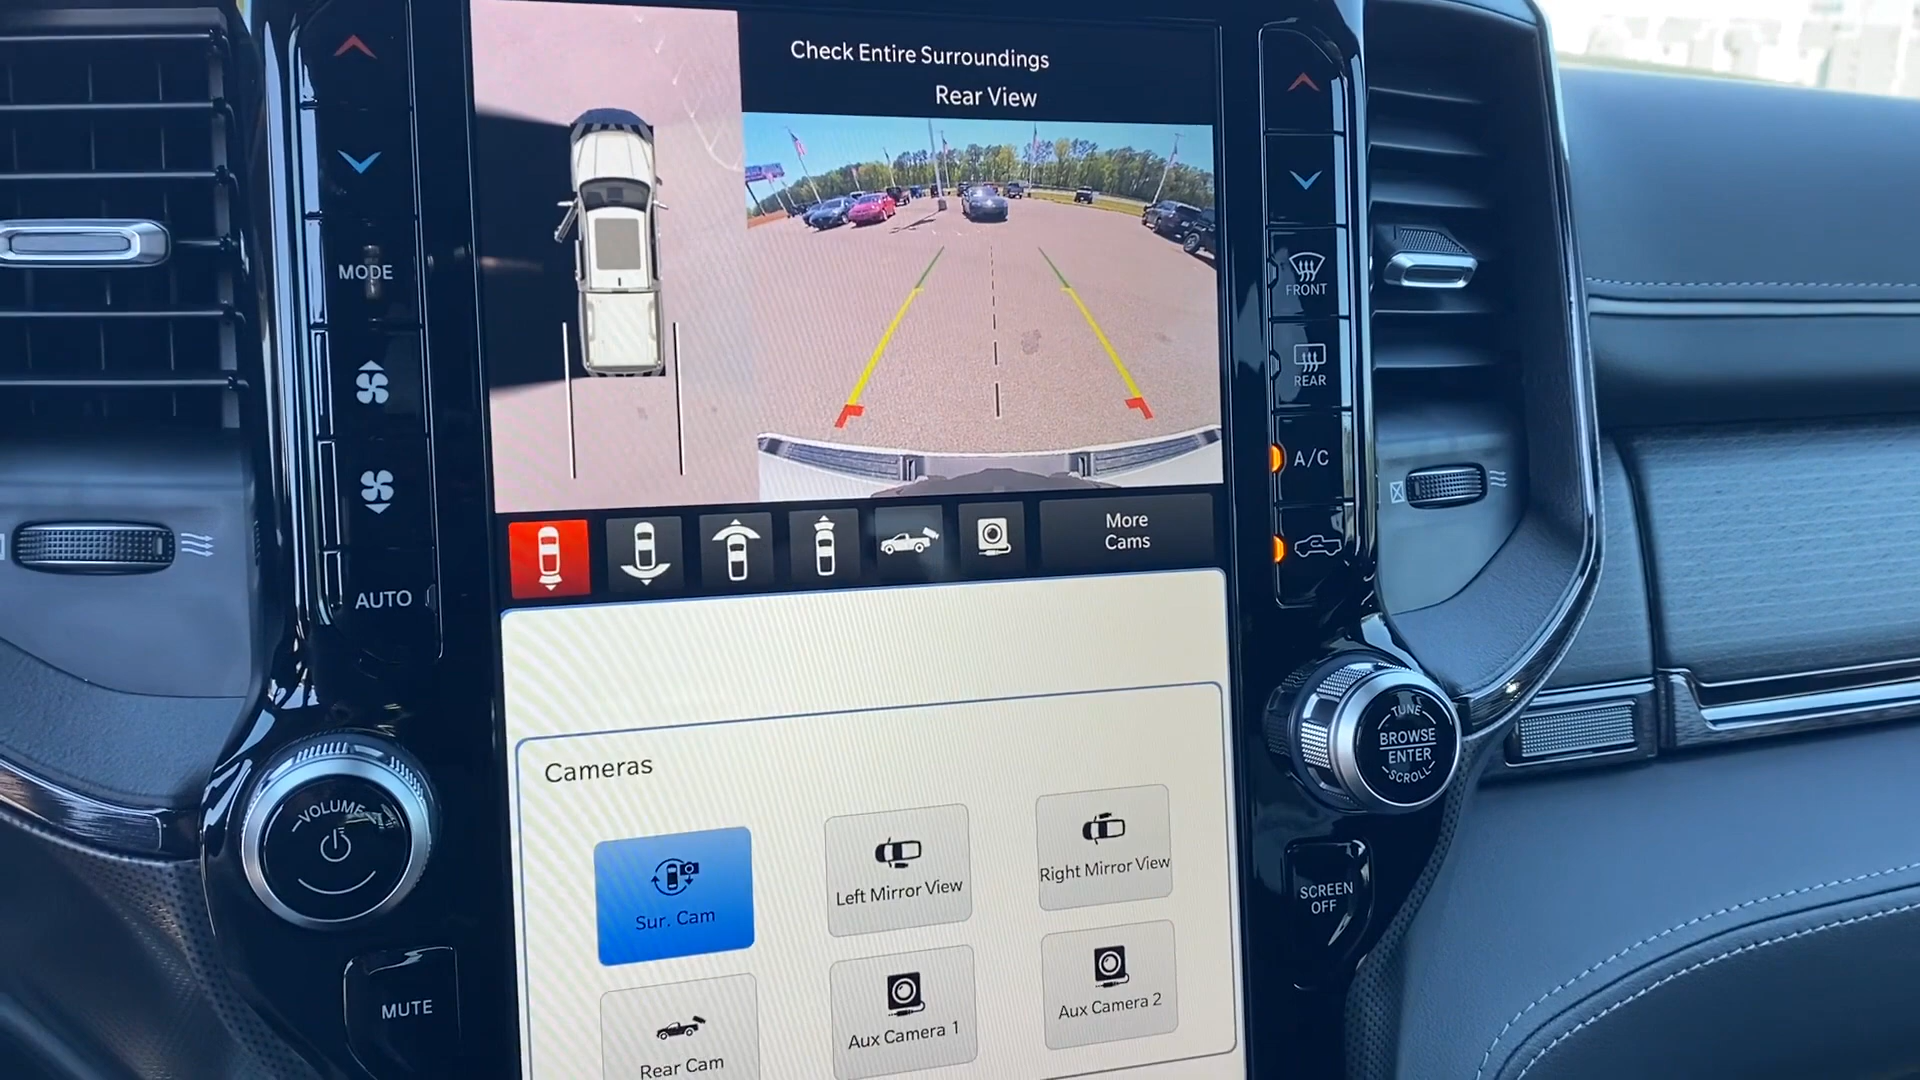 Check Entire Surroundings
Rear View
MODE
FRONT
REAR
A/C
AUTO
More
Cams
Cameras
Sur. Cam
Left Mirror View
Right Mirror View
Rear Cam
Aux Camera 1
Aux Camera 2
VOLUME
MUTE
TUNE
BROWSE
ENTER
SCROLL
SCREEN
OFF